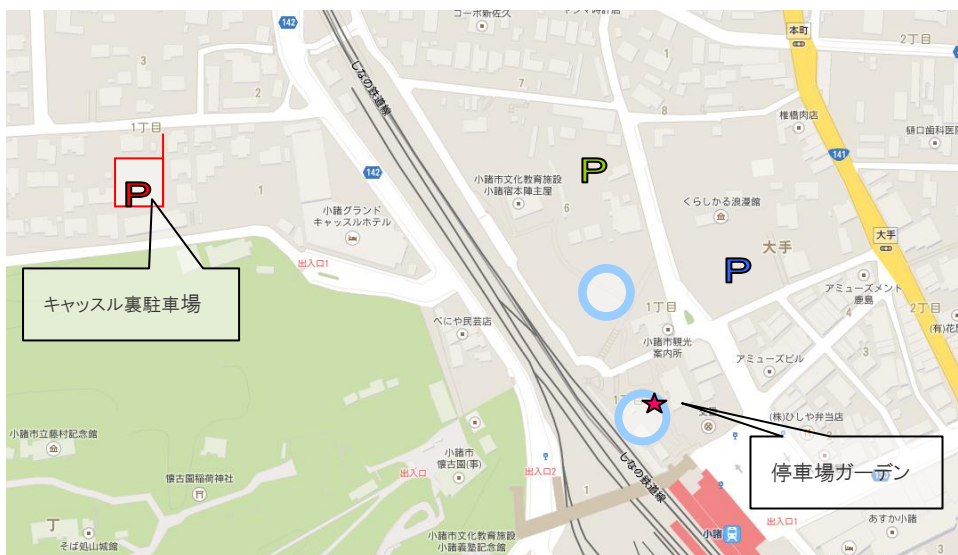 コーポ新佐久
142
本町
2丁目
3
2
1
しなの鉄道線
7
8
1丁目
椎橋肉店
樋口歯科医院
141
P
P
小諸市文化教育施設
小諸宿本陣主屋
6
142
1
小諸グランド
キャッスルホテル
くらしかる浪漫館
大手
大手
P
出入口1
キャッスル裏駐車場
アミューズメント
鹿島
2丁目
1丁目
べにや民芸店
小諸市観光
案内所
4
アミューズビル
3
(株)ひしや弁当店
停車場ガーデン
小諸市立藤村記念館
小諸市
懐古園(事)
懐古園稲荷神社
出入口
出入口2
しなの鉄道線
1
小諸
出入口1
あすか小諸
丁
そば処山城館
小諸市文化教育施設
小諸義塾記念館
3